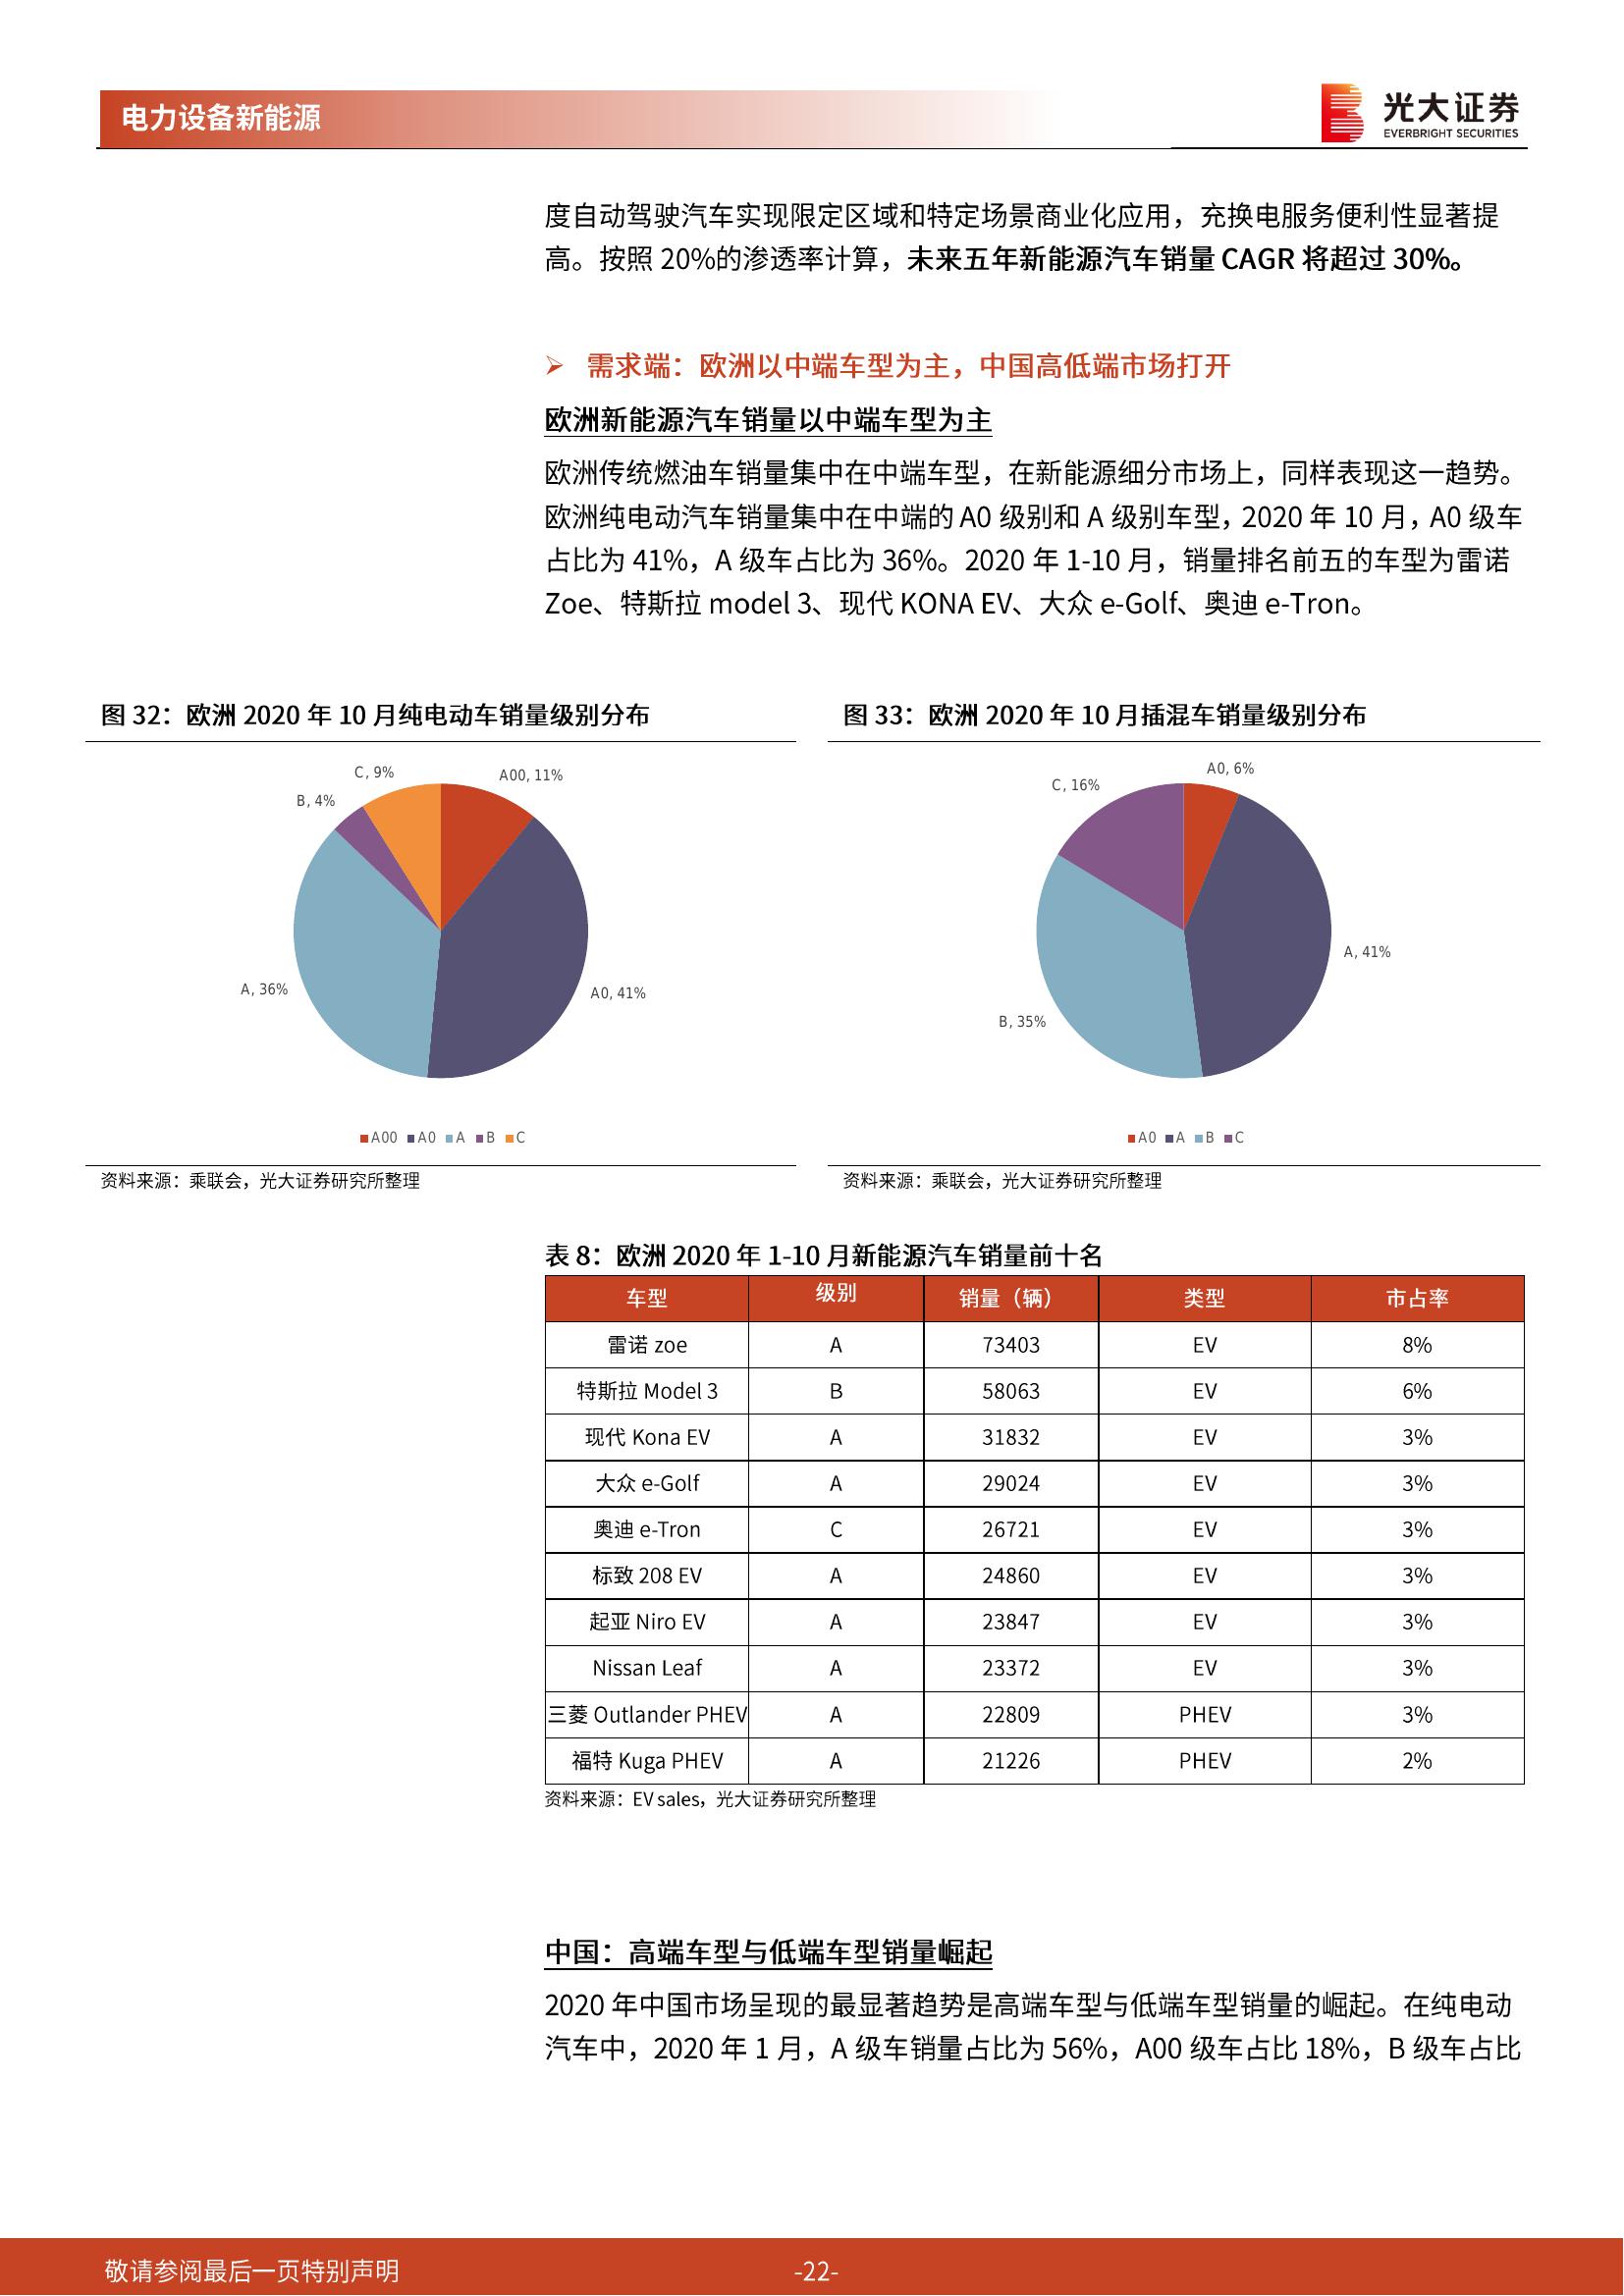 电力设备新能源
光大证券
EVERBRIGHT SECURITIES
度自动驾驶汽车实现限定区域和特定场景商业化应用，充换电服务便利性显著提
高。按照 20%的渗透率计算，未来五年新能源汽车销量 CAGR 将超过 30%。
➢ 需求端：欧洲以中端车型为主，中国高低端市场打开
欧洲新能源汽车销量以中端车型为主
欧洲传统燃油车销量集中在中端车型，在新能源细分市场上，同样表现这一趋势。
欧洲纯电动汽车销量集中在中端的 A0 级别和 A 级别车型，2020 年 10 月，A0 级车
占比为 41%，A 级车占比为 36%。2020 年 1-10 月，销量排名前五的车型为雷诺
Zoe、特斯拉 model 3、现代 KONA EV、大众 e-Golf、奥迪 e-Tron。
图 32：欧洲 2020 年 10 月纯电动车销量级别分布
C, 9%
A00, 11%
B, 4%
A, 36%
A0, 41%
A00 A0 A B C
资料来源：乘联会，光大证券研究所整理
图 33：欧洲 2020 年 10 月插混车销量级别分布
A0, 6%
C, 16%
A, 41%
B, 35%
A0 A B C
资料来源：乘联会，光大证券研究所整理
表 8：欧洲 2020 年 1-10 月新能源汽车销量前十名
车型 级别 销量（辆） 类型 市占率
雷诺 zoe A 73403 EV 8%
特斯拉 Model 3 B 58063 EV 6%
现代 Kona EV A 31832 EV 3%
大众 e-Golf A 29024 EV 3%
奥迪 e-Tron C 26721 EV 3%
标致 208 EV A 24860 EV 3%
起亚 Niro EV A 23847 EV 3%
Nissan Leaf A 23372 EV 3%
三菱 Outlander PHEV A 22809 PHEV 3%
福特 Kuga PHEV A 21226 PHEV 2%
资料来源：EV sales，光大证券研究所整理
中国：高端车型与低端车型销量崛起
2020 年中国市场呈现的最显著趋势是高端车型与低端车型销量的崛起。在纯电动
汽车中，2020 年 1 月，A 级车销量占比为 56%，A00 级车占比 18%，B 级车占比
敬请参阅最后一页特别声明
-22-